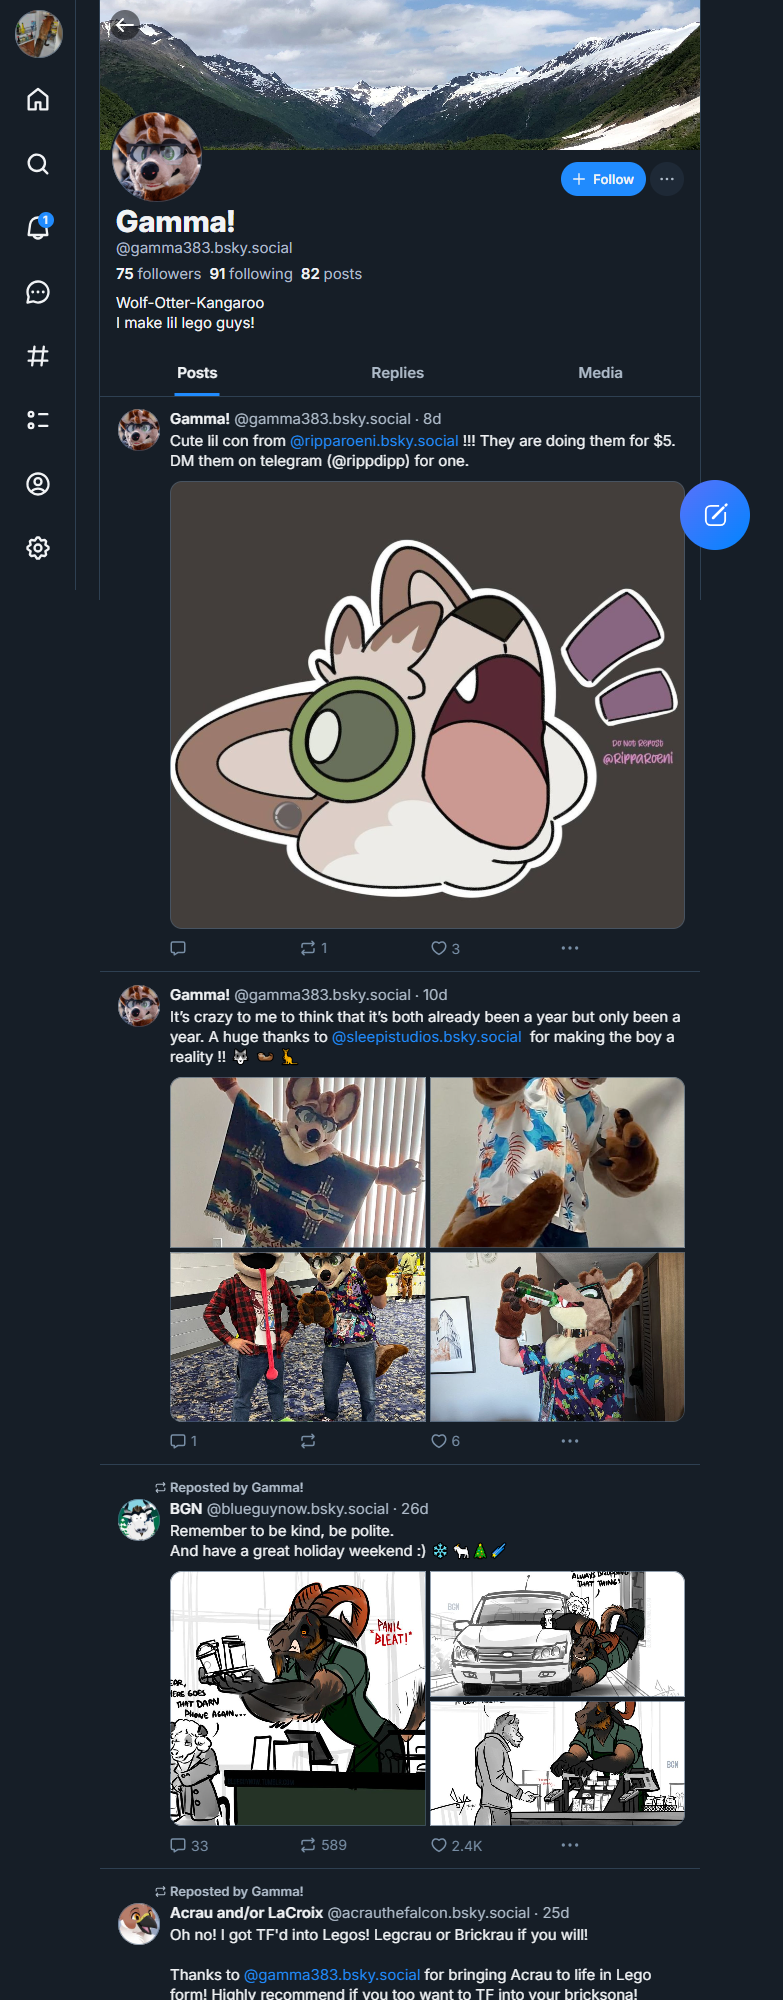 1
+ Follow
Gamma!
@gamma383.bsky.social
75 followers 91 following 82 posts
Wolf-Otter-Kangaroo
I make lil lego guys!
Posts Replies Media
Gamma! @gamma383.bsky.social · 8d
Cute lil con from @ripparoeni.bsky.social !!! They are doing them for $5.
DM them on telegram (@rippdipp) for one.
Do Not Repost
@RippaRoeni
1 3
Gamma! @gamma383.bsky.social · 10d
It’s crazy to me to think that it’s both already been a year but only been a
year. A huge thanks to @sleepistudios.bsky.social for making the boy a
reality !! 🐺 🦦 🦘
1 6
Reposted by Gamma!
BGN @blueguynow.bsky.social · 26d
Remember to be kind, be polite.
And have a great holiday weekend :) ❄️ 🐐 🎄 ☄️
PANIC
*BLEAT!*
HERE GOES
THAT DARN
PHONE AGAIN...
ALWAYS DROPPING
THAT THING!
BGN
BGN
33 589 2.4K
Reposted by Gamma!
Acrau and/or LaCroix @acrauthefalcon.bsky.social · 25d
Oh no! I got TF'd into Legos! Legcrau or Brickrau if you will!
Thanks to @gamma383.bsky.social for bringing Acrau to life in Lego
form! Highly recommend if you too want to TF into your bricksona!